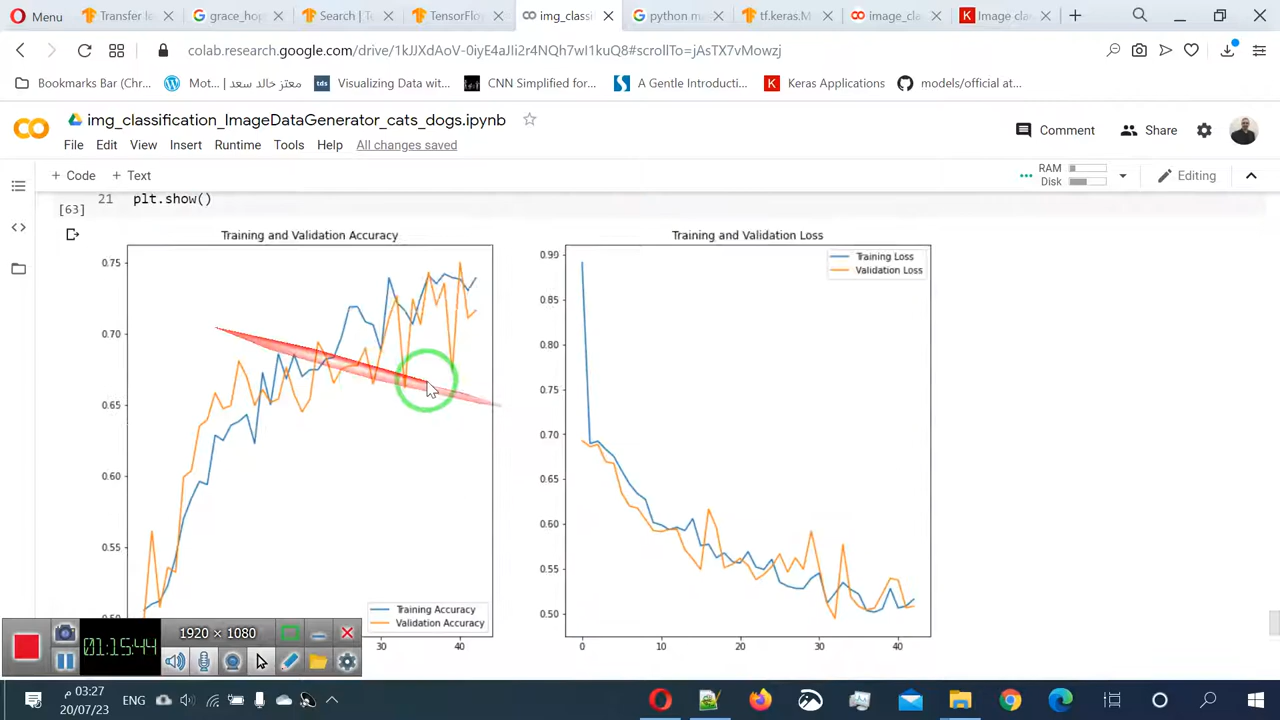 Menu
Transfer l
grace_hop
Search | T
TensorFlo
img_classi
python m
tf.keras.M
image_cla
Image cla
colab.research.google.com/drive/1kJJXdAoV-0iyE4aJIi2r4NQh7wI1kuQ8#scrollTo=jAsTX7vMowzj
Bookmarks Bar (Chr...
معتز خالد سعد | Mot...
tds Visualizing Data wit...
CNN Simplified for...
A Gentle Introducti...
K Keras Applications
models/official at...
img_classification_ImageDataGenerator_cats_dogs.ipynb
Comment
Share
File Edit View Insert Runtime Tools Help All changes saved
+ Code + Text
RAM
Disk
Editing
21 plt.show()
[63]
Training and Validation Accuracy
0.75
0.70
0.65
0.60
0.55
0.50
Training Accuracy
Validation Accuracy
30 40
Training and Validation Loss
Training Loss
Validation Loss
0.90
0.85
0.80
0.75
0.70
0.65
0.60
0.55
0.50
0 10 20 30 40
01:15:44
1920 × 1080
ENG
03:27 م
20/07/23